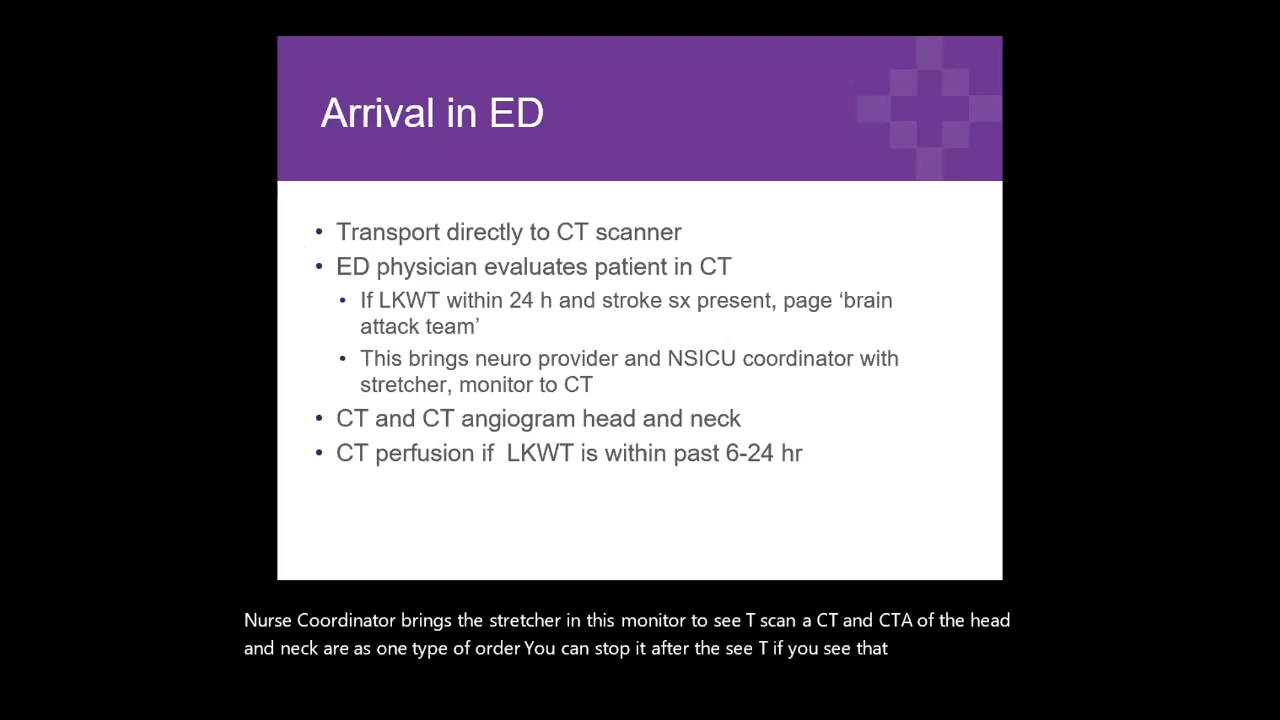 Arrival in ED
• Transport directly to CT scanner
• ED physician evaluates patient in CT
• If LKWT within 24 h and stroke sx present, page ‘brain
attack team’
• This brings neuro provider and NSICU coordinator with
stretcher, monitor to CT
• CT and CT angiogram head and neck
• CT perfusion if  LKWT is within past 6-24 hr
Nurse Coordinator brings the stretcher in this monitor to see T scan a CT and CTA of the head
and neck are as one type of order You can stop it after the see T if you see that